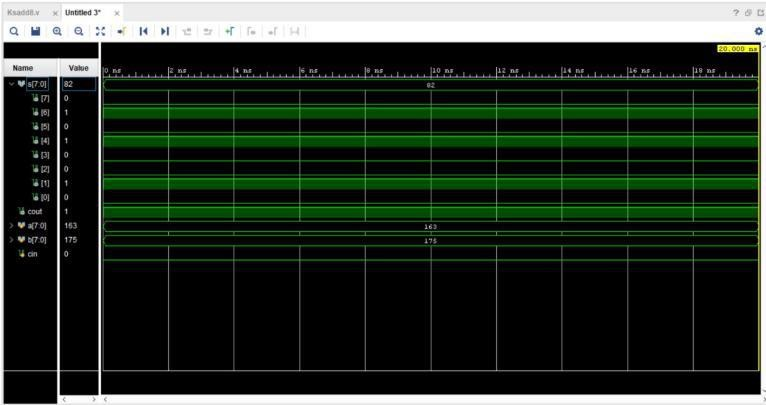 Ksadd8.v × Untitled 3* ×
20.000 ns
Name Value
0 ns 2 ns 4 ns 6 ns 8 ns 10 ns 12 ns 14 ns 16 ns 18 ns
s[7:0] 82 82
[7] 0
[6] 1
[5] 0
[4] 1
[3] 0
[2] 0
[1] 1
[0] 0
cout 1
a[7:0] 163 163
b[7:0] 175 175
cin 0